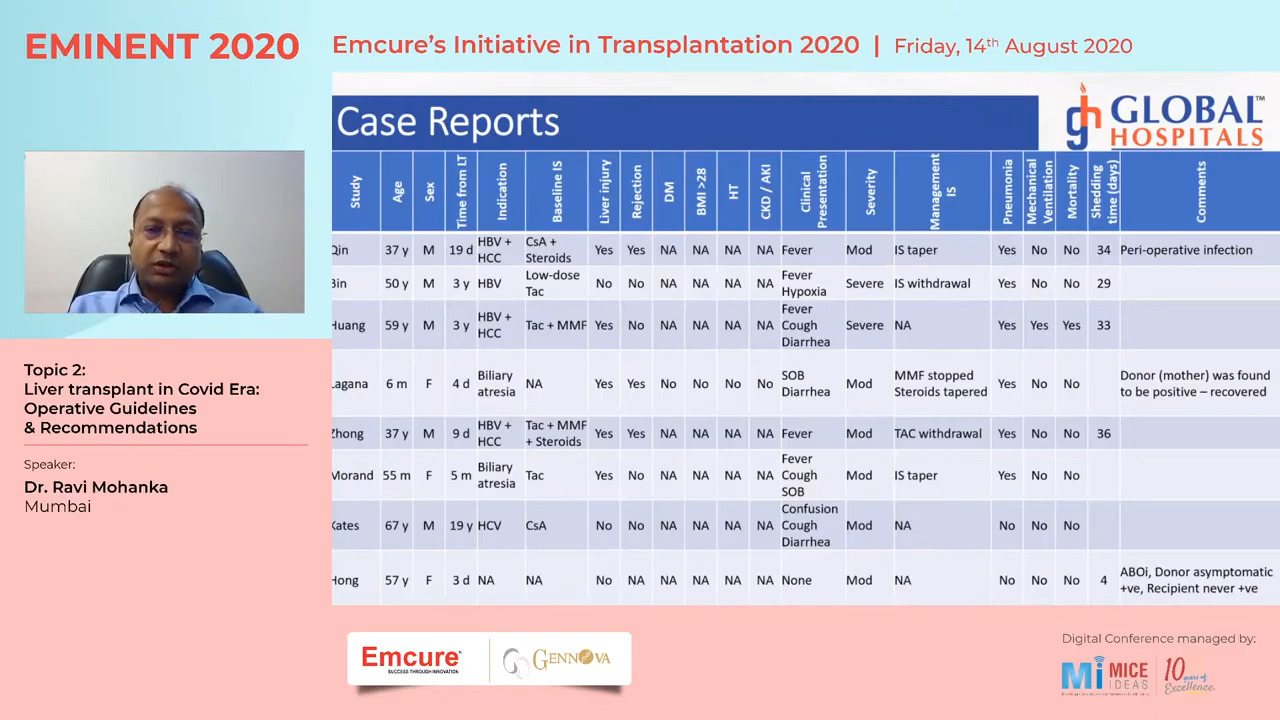 EMINENT 2020
Emcure's Initiative in Transplantation 2020 | Friday, 14th August 2020
Case Reports
gh GLOBAL™
HOSPITALS
Study Age Sex Time from LT Indication Baseline IS Liver injury Rejection DM BMI >28 HT CKD / AKI Clinical Presentation Severity Management IS Pneumonia Mechanical Ventilation Mortality Shedding time (days) Comments
Qin 37 y M 19 d HBV + HCC CsA + Steroids Yes Yes NA NA NA NA Fever Mod IS taper Yes No No 34 Peri-operative infection
Bin 50 y M 3 y HBV Low-dose Tac No No NA NA NA NA Fever Hypoxia Severe IS withdrawal Yes No No 29
Huang 59 y M 3 y HBV + HCC Tac + MMF Yes No NA NA NA NA Fever Cough Diarrhea Severe NA Yes Yes Yes 33
Lagana 6 m F 4 d Biliary atresia NA Yes Yes No No No No SOB Diarrhea Mod MMF stopped Steroids tapered Yes No No Donor (mother) was found to be positive – recovered
Zhong 37 y M 9 d HBV + HCC Tac + MMF + Steroids Yes Yes NA NA NA NA Fever Mod TAC withdrawal Yes No No 36
Morand 55 m F 5 m Biliary atresia Tac Yes No NA NA NA NA Fever Cough SOB Mod IS taper Yes No No
Kates 67 y M 19 y HCV CsA No No NA NA NA NA Confusion Cough Diarrhea Mod NA No No No
Hong 57 y F 3 d NA NA No NA NA NA NA NA None Mod NA No No No 4 ABOi, Donor asymptomatic +ve, Recipient never +ve
Topic 2:
Liver transplant in Covid Era:
Operative Guidelines
& Recommendations
Speaker:
Dr. Ravi Mohanka
Mumbai
Emcure®
SUCCESS THROUGH INNOVATION
GENNOVA
Digital Conference managed by:
Mi MICE
IDEAS
10 years of
Excellence